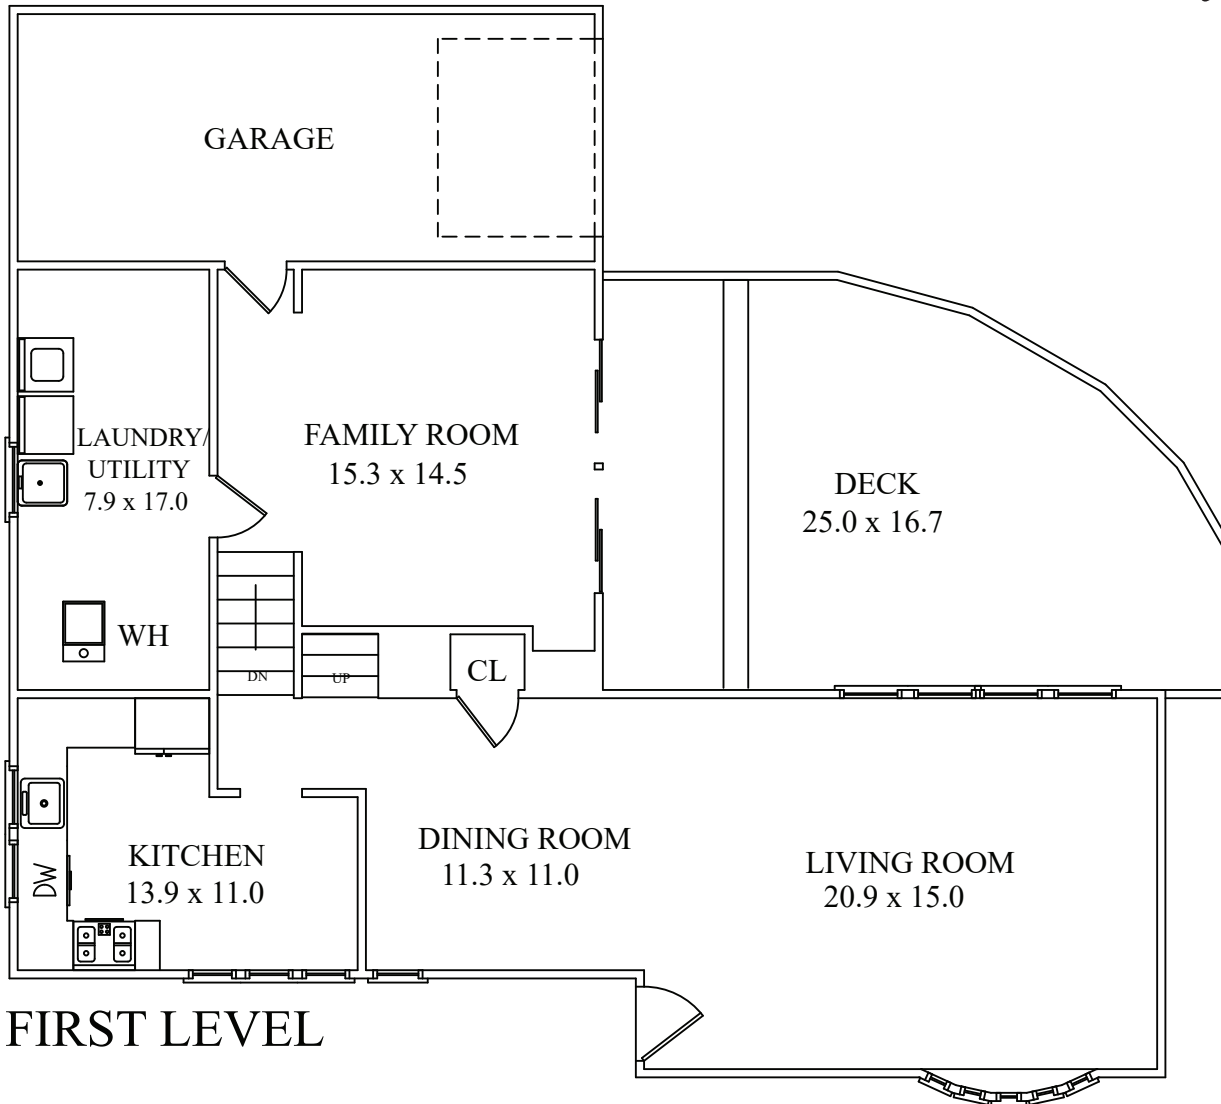 GARAGE
FAMILY ROOM
15.3 x 14.5
LAUNDRY/
UTILITY
7.9 x 17.0
DECK
25.0 x 16.7
WH
DN
UP
CL
KITCHEN
13.9 x 11.0
DW
DINING ROOM
11.3 x 11.0
LIVING ROOM
20.9 x 15.0
FIRST LEVEL